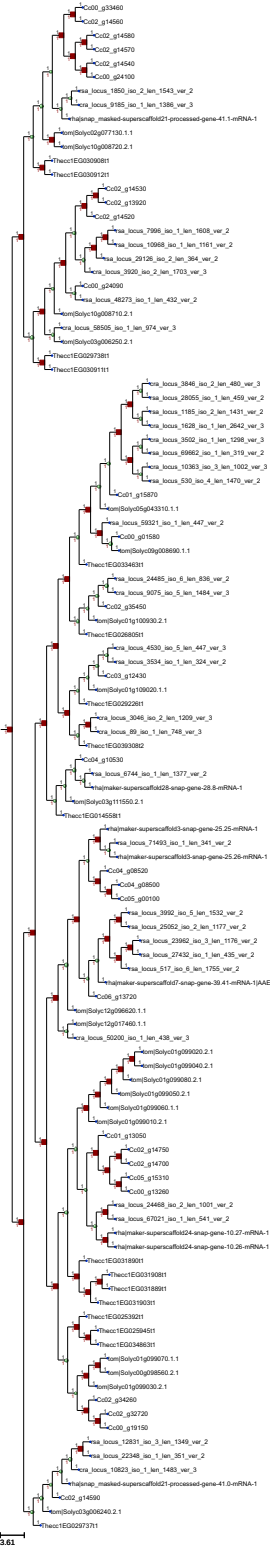 Cc00_g33460
Cc02_g14560
Cc02_g14580
Cc02_g14570
Cc02_g14540
Cc00_g24100
rsa_locus_1850_iso_2_len_1543_ver_2
cra_locus_9185_iso_1_len_1386_ver_3
rha|snap_masked-superscaffold21-processed-gene-41.1-mRNA-1
tom|Solyc02g077130.1.1
tom|Solyc10g008720.2.1
Thecc1EG030908t1
Thecc1EG030912t1
Cc02_g14530
Cc02_g13920
Cc02_g14520
rsa_locus_7996_iso_1_len_1608_ver_2
rsa_locus_10968_iso_1_len_1161_ver_2
rsa_locus_29126_iso_2_len_364_ver_2
cra_locus_3920_iso_2_len_1703_ver_3
Cc00_g24090
rsa_locus_48273_iso_1_len_432_ver_2
tom|Solyc10g008710.2.1
cra_locus_58505_iso_1_len_974_ver_3
tom|Solyc03g006250.2.1
Thecc1EG029738t1
Thecc1EG030911t1
cra_locus_3846_iso_2_len_480_ver_3
rsa_locus_28055_iso_1_len_459_ver_2
rsa_locus_1185_iso_2_len_1431_ver_2
cra_locus_1628_iso_1_len_2642_ver_3
cra_locus_3502_iso_1_len_1298_ver_3
rsa_locus_69662_iso_1_len_319_ver_2
cra_locus_10363_iso_3_len_1002_ver_3
rsa_locus_530_iso_4_len_1470_ver_2
Cc01_g15870
tom|Solyc05g043310.1.1
rsa_locus_59321_iso_1_len_447_ver_2
Cc00_g01580
tom|Solyc09g008690.1.1
Thecc1EG033463t1
rsa_locus_24485_iso_6_len_836_ver_2
cra_locus_9075_iso_5_len_1484_ver_3
Cc02_g35450
tom|Solyc01g100930.2.1
Thecc1EG026805t1
cra_locus_4530_iso_5_len_447_ver_3
rsa_locus_3534_iso_1_len_324_ver_2
Cc03_g12430
tom|Solyc01g109020.1.1
Thecc1EG029226t1
cra_locus_3046_iso_2_len_1209_ver_3
cra_locus_89_iso_1_len_748_ver_3
Thecc1EG039308t2
Cc04_g10530
rsa_locus_6744_iso_1_len_1377_ver_2
rha|maker-superscaffold28-snap-gene-28.8-mRNA-1
tom|Solyc03g111550.2.1
Thecc1EG014558t1
rha|maker-superscaffold3-snap-gene-25.25-mRNA-1
rsa_locus_71493_iso_1_len_341_ver_2
rha|maker-superscaffold3-snap-gene-25.26-mRNA-1
Cc04_g08520
Cc04_g08500
Cc05_g00100
rsa_locus_3992_iso_5_len_1532_ver_2
rsa_locus_25052_iso_2_len_1177_ver_2
rsa_locus_23962_iso_3_len_1176_ver_2
rsa_locus_27432_iso_1_len_435_ver_2
rsa_locus_517_iso_6_len_1755_ver_2
rha|maker-superscaffold7-snap-gene-39.41-mRNA-1|AAE
Cc06_g13720
tom|Solyc12g096620.1.1
tom|Solyc12g017460.1.1
cra_locus_50200_iso_1_len_438_ver_3
tom|Solyc01g099020.2.1
tom|Solyc01g099040.2.1
tom|Solyc01g099080.2.1
tom|Solyc01g099050.2.1
tom|Solyc01g099060.1.1
tom|Solyc01g099010.2.1
Cc01_g13050
Cc02_g14750
Cc02_g14700
Cc05_g15310
Cc00_g13260
rsa_locus_24468_iso_2_len_1001_ver_2
rsa_locus_67021_iso_1_len_541_ver_2
rha|maker-superscaffold24-snap-gene-10.27-mRNA-1
rha|maker-superscaffold24-snap-gene-10.26-mRNA-1
Thecc1EG031890t1
Thecc1EG031908t1
Thecc1EG031889t1
Thecc1EG031903t1
Thecc1EG025392t1
Thecc1EG025945t1
Thecc1EG034863t1
tom|Solyc01g099070.1.1
tom|Solyc00g098560.2.1
tom|Solyc01g099030.2.1
Cc02_g34260
Cc02_g32720
Cc00_g19150
rsa_locus_12831_iso_3_len_1349_ver_2
rsa_locus_22348_iso_1_len_351_ver_2
cra_locus_10823_iso_1_len_1483_ver_3
rha|snap_masked-superscaffold21-processed-gene-41.0-mRNA-1
Cc02_g14590
tom|Solyc03g006240.2.1
Thecc1EG029737t1
3.61